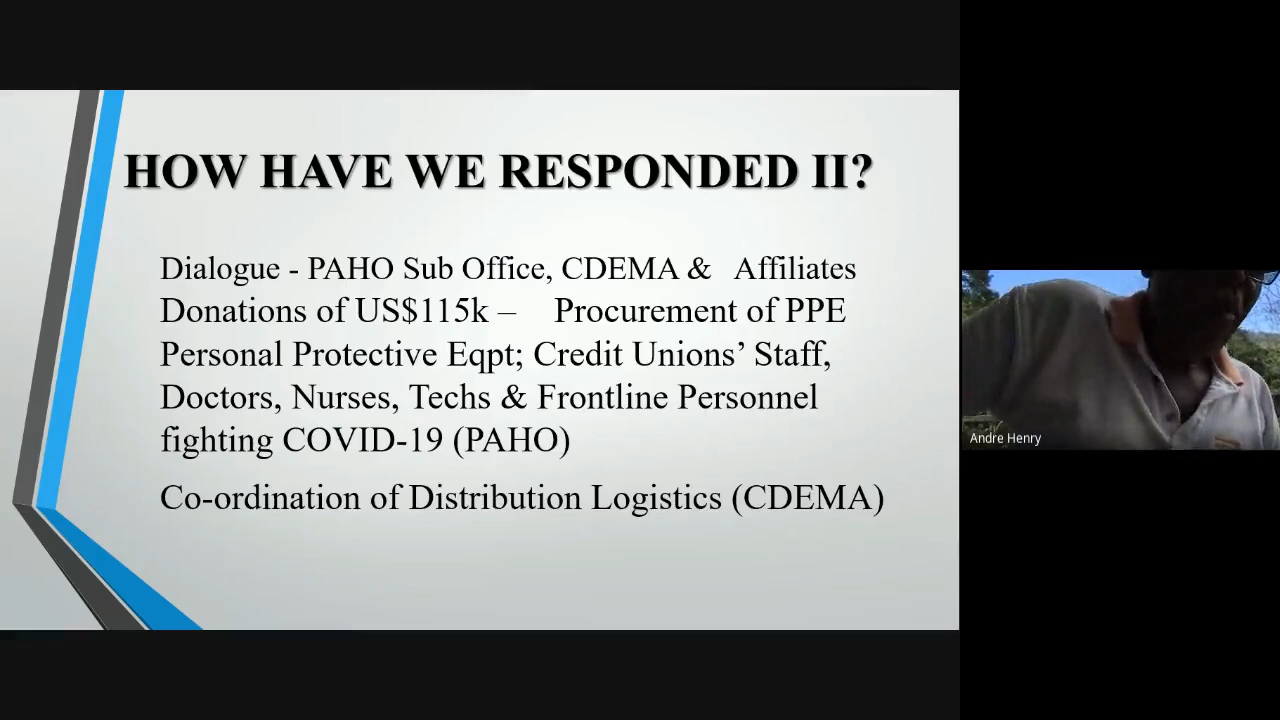 HOW HAVE WE RESPONDED II?
Dialogue - PAHO Sub Office, CDEMA & Affiliates
Donations of US$115k – Procurement of PPE
Personal Protective Eqpt; Credit Unions’ Staff,
Doctors, Nurses, Techs & Frontline Personnel
fighting COVID-19 (PAHO)
Co-ordination of Distribution Logistics (CDEMA)
Andre Henry